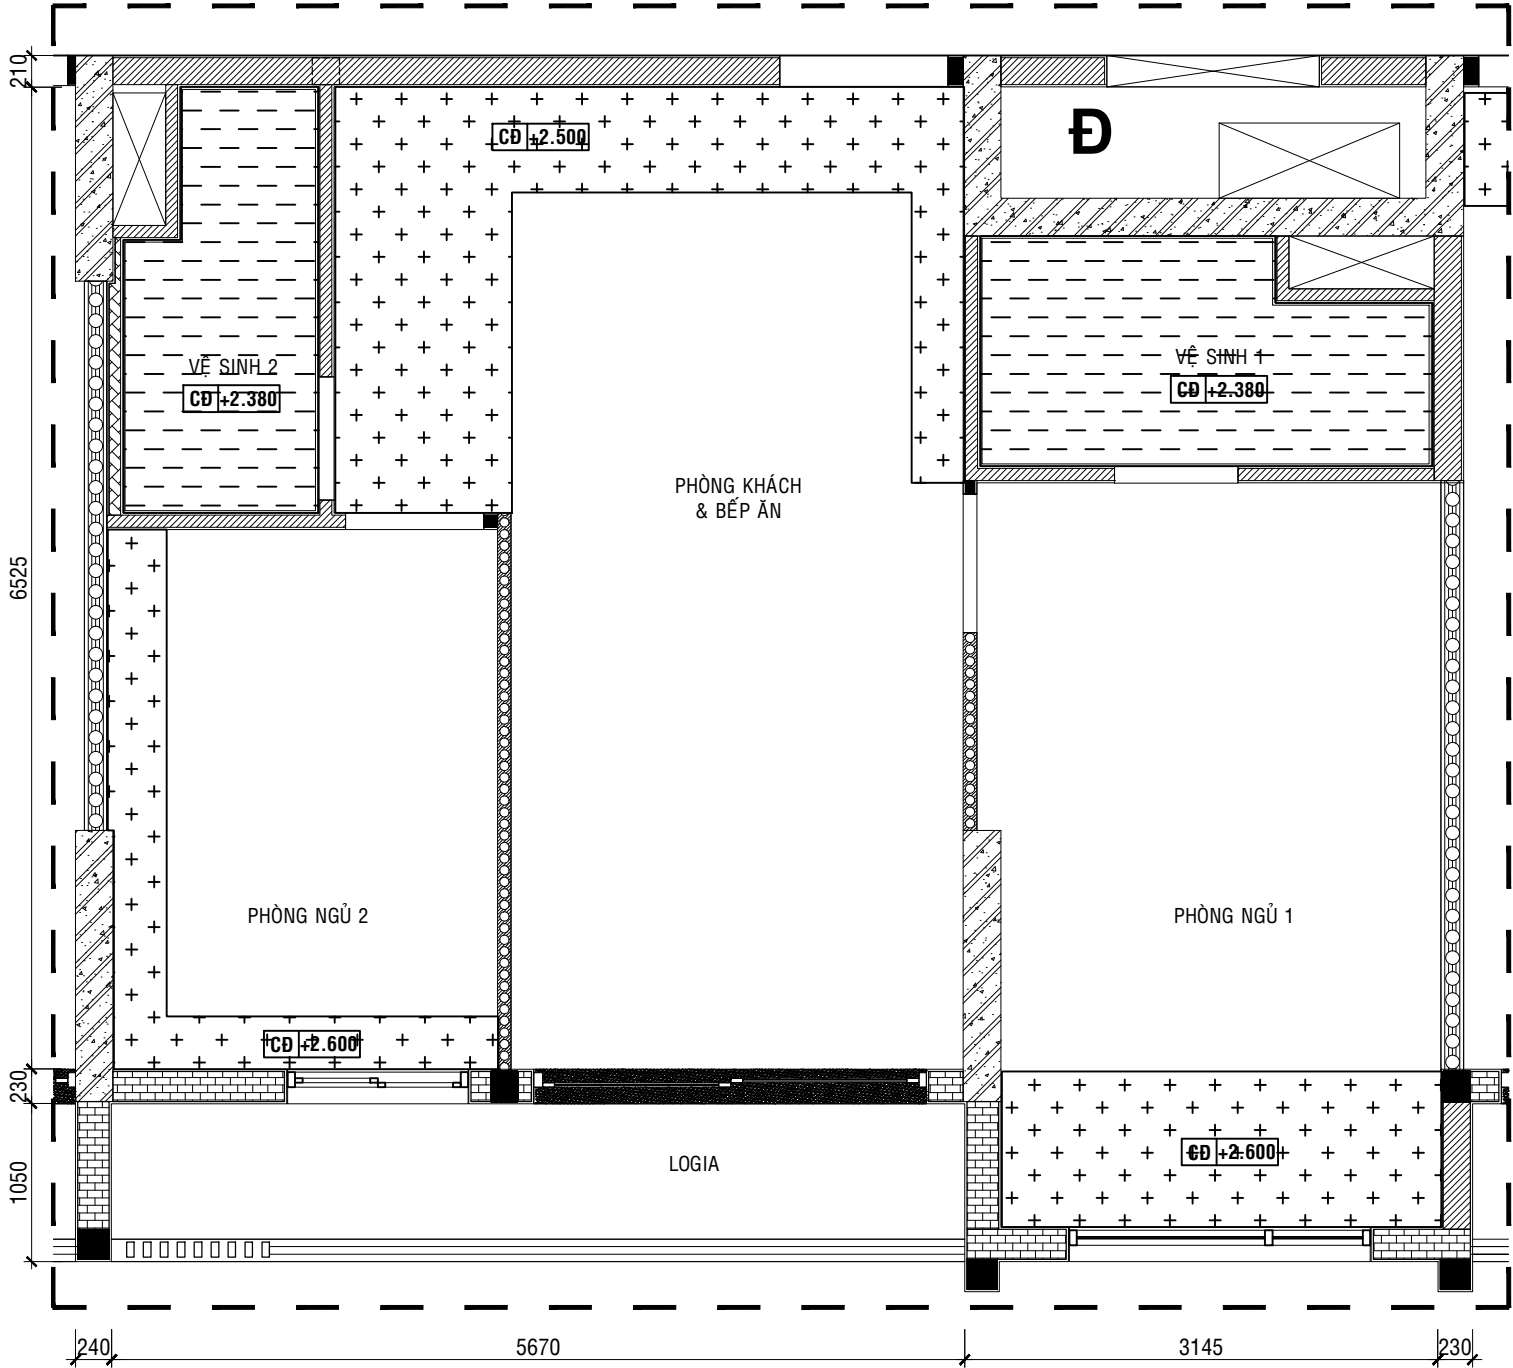 210
Đ
CĐ +2.500
VỆ SINH 2
CĐ +2.380
VỆ SINH 1
CĐ +2.380
PHÒNG KHÁCH
& BẾP ĂN
6525
PHÒNG NGỦ 2
PHÒNG NGỦ 1
CĐ +2.600
230
LOGIA
CĐ +2.600
1050
240
5670
3145
230